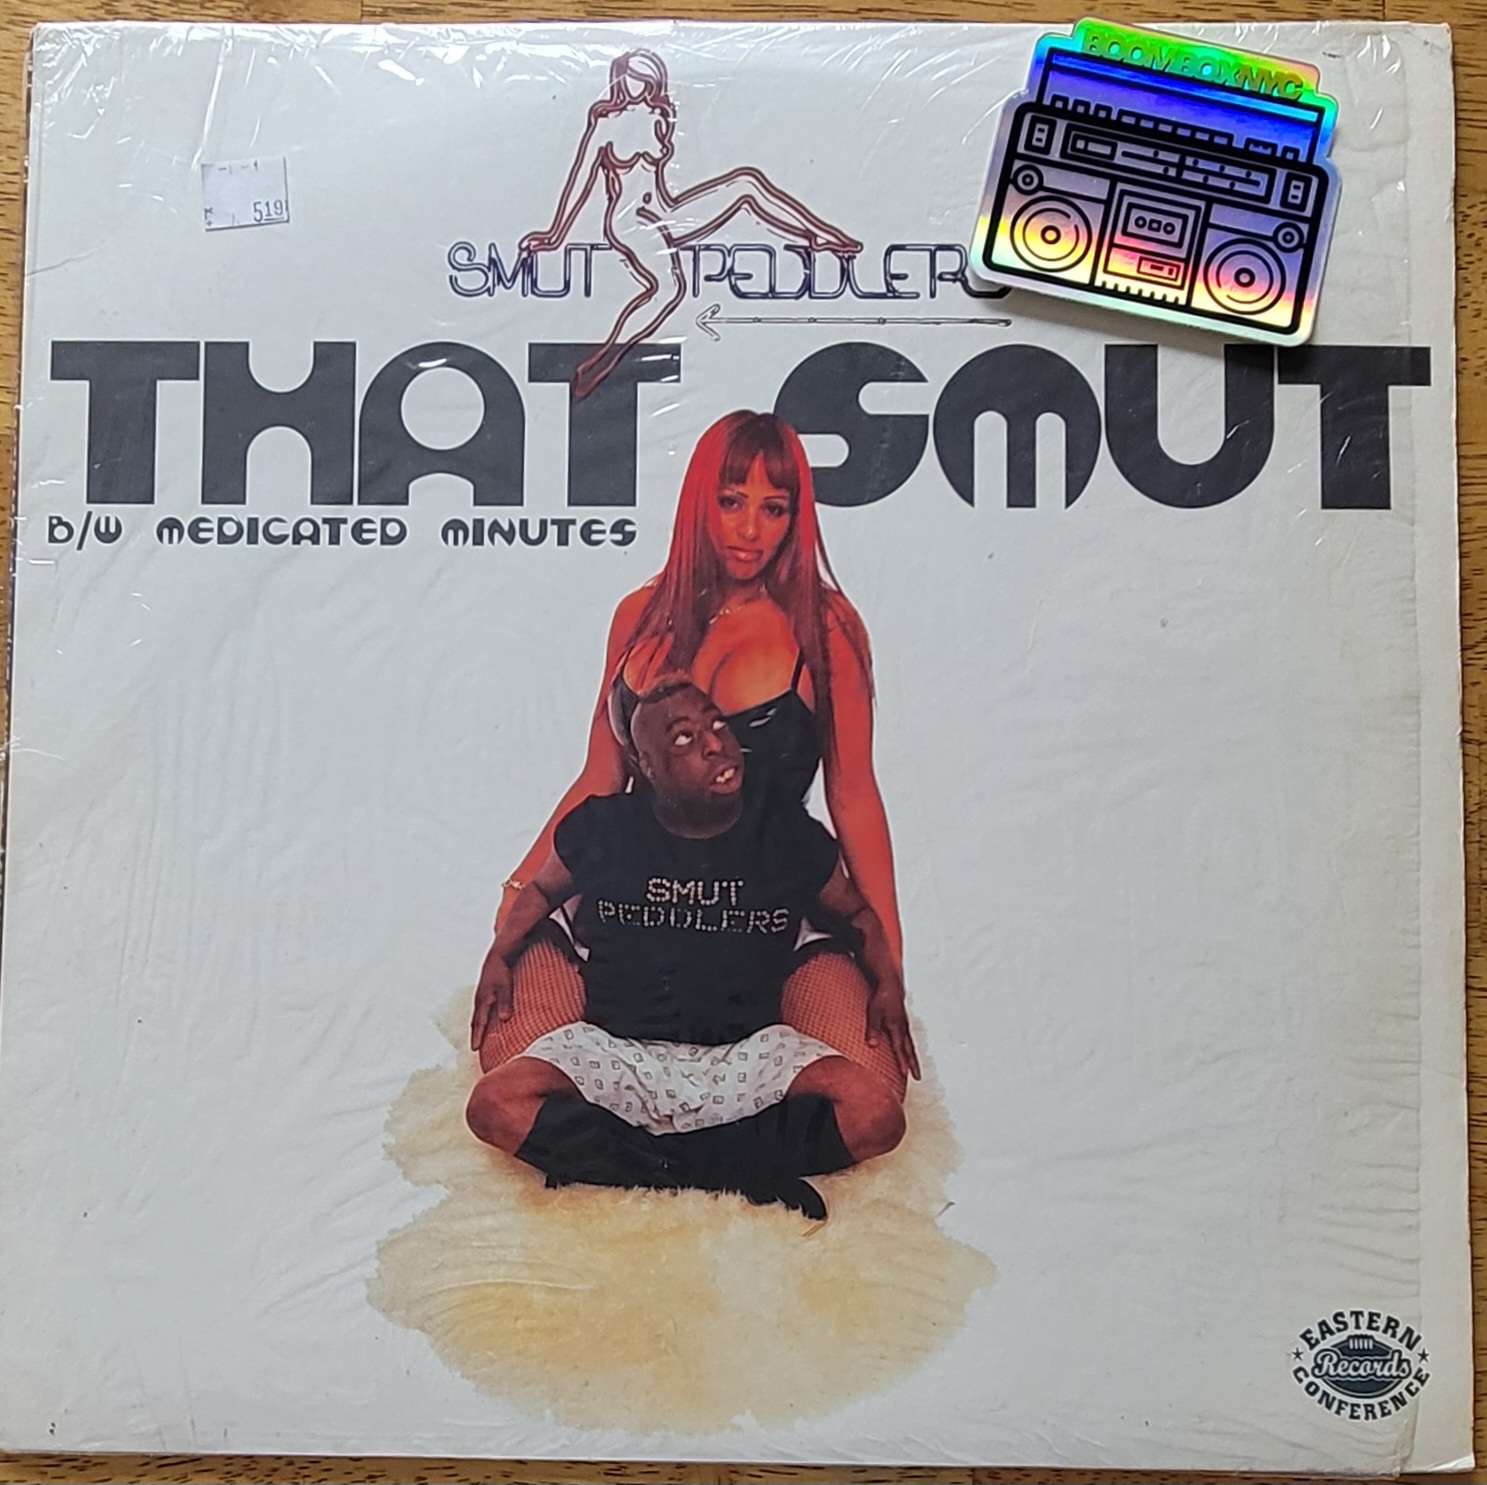 BOOMBOXNYC
519
SMUT PEDDLERS
THAT SMUT
B/W MEDICATED MINUTES
SMUT
PEDDLERS
EASTERN
Records
CONFERENCE